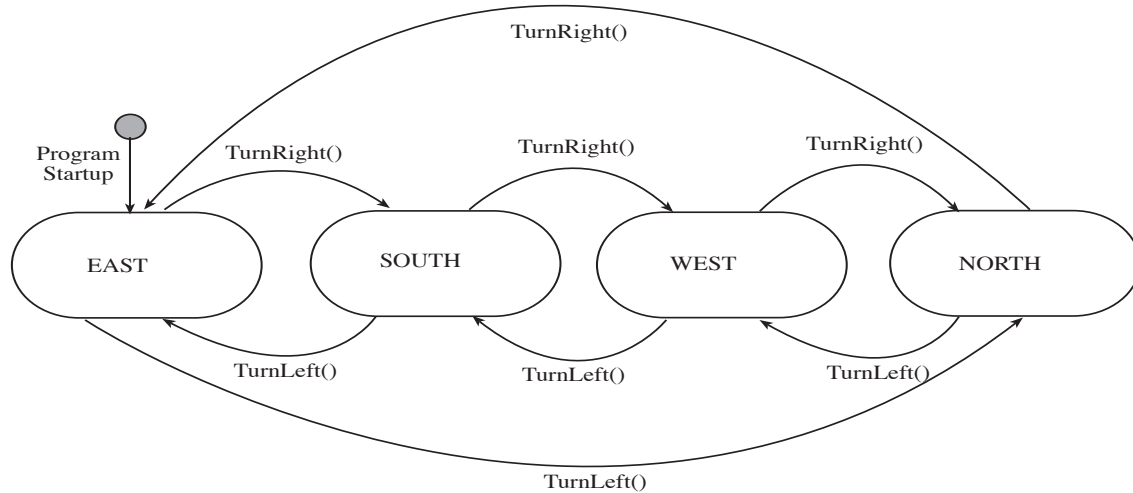 TurnRight()
Program
Startup
TurnRight()
TurnRight()
TurnRight()
EAST
SOUTH
WEST
NORTH
TurnLeft()
TurnLeft()
TurnLeft()
TurnLeft()